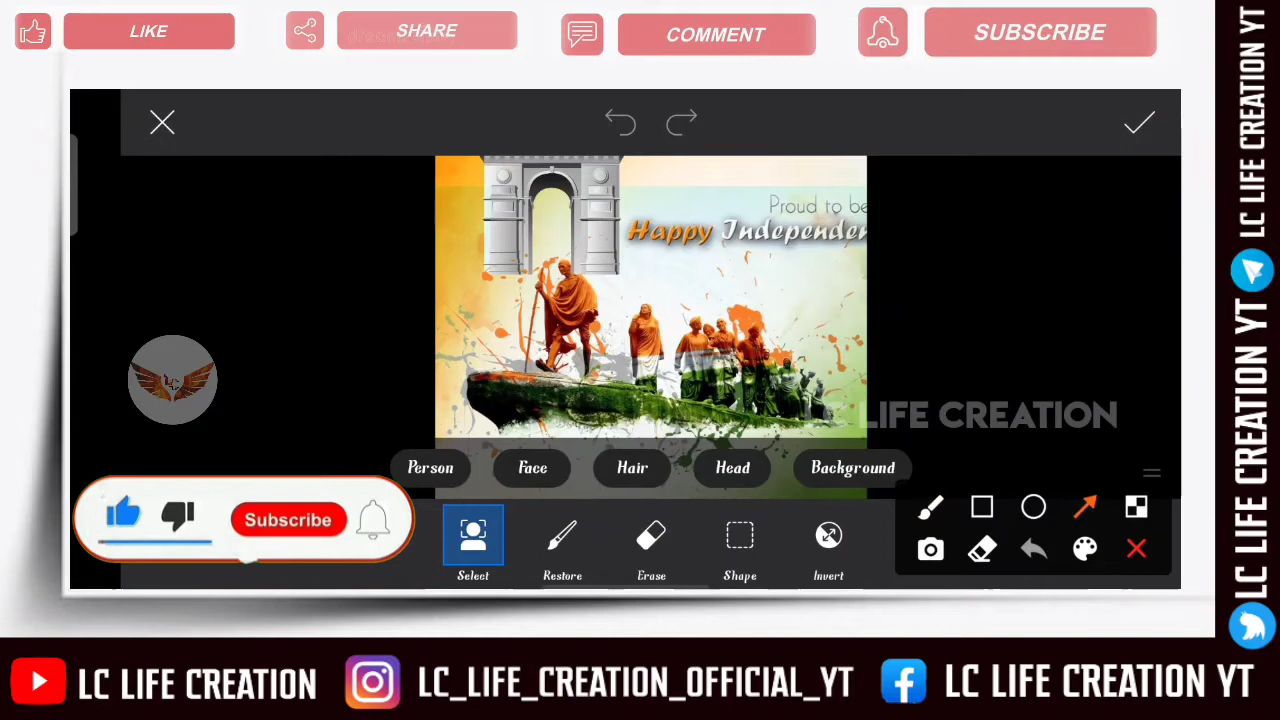 LIKE
SHARE
COMMENT
SUBSCRIBE
Proud to be
Happy Independen
LC LIFE CREATION
Person
Face
Hair
Head
Background
Subscribe
Select
Restore
Erase
Shape
Invert
LC LIFE CREATION
LC_LIFE_CREATION_OFFICIAL_YT
LC LIFE CREATION YT
LC LIFE CREATION YT
LC LIFE CREATION YT